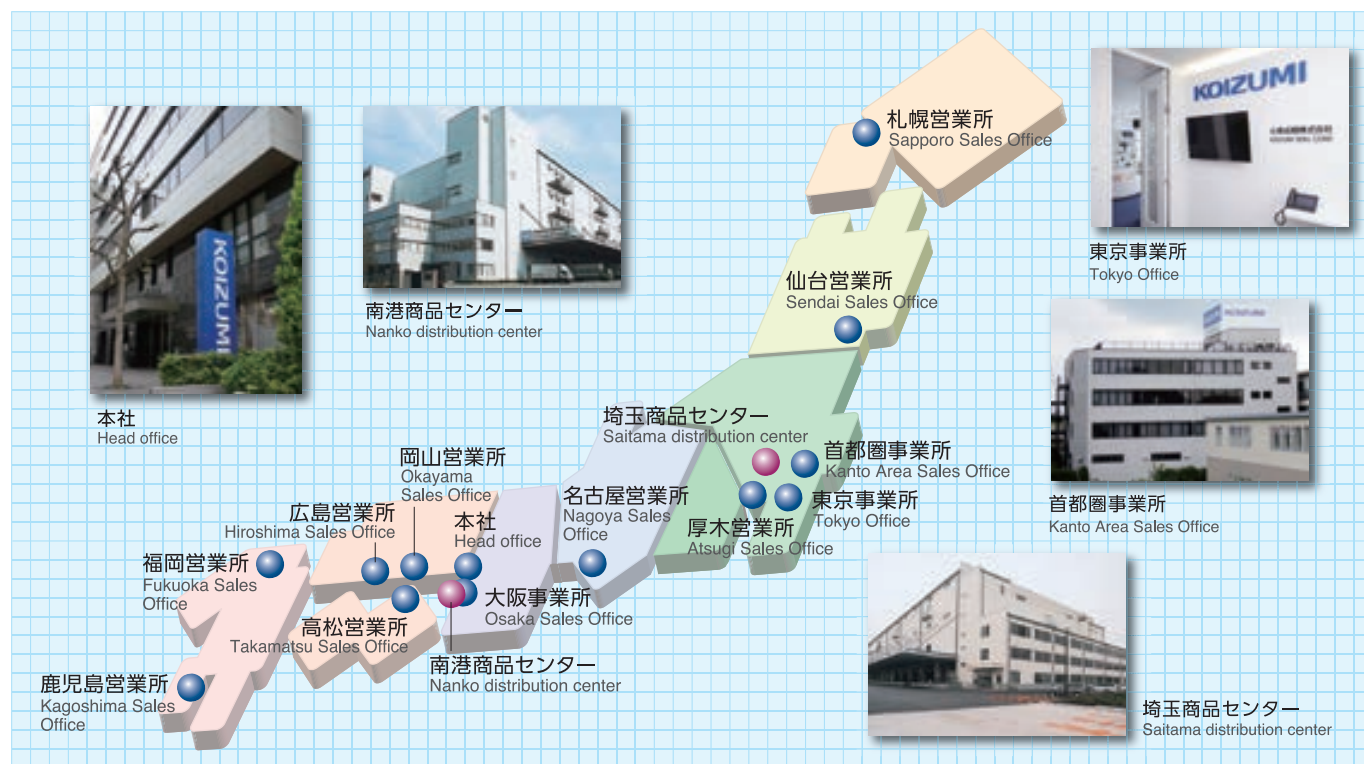 札幌営業所
Sapporo Sales Office
KOIZUMI
東京事業所
Tokyo Office
KOIZUMI
本社
Head office
南港商品センター
Nanko distribution center
仙台営業所
Sendai Sales Office
首都圏事業所
Kanto Area Sales Office
埼玉商品センター
Saitama distribution center
首都圏事業所
Kanto Area Sales Office
東京事業所
Tokyo Office
厚木営業所
Atsugi Sales Office
名古屋営業所
Nagoya Sales
Office
岡山営業所
Okayama
Sales Office
広島営業所
Hiroshima Sales Office
本社
Head office
福岡営業所
Fukuoka Sales
Office
大阪事業所
Osaka Sales Office
高松営業所
Takamatsu Sales Office
南港商品センター
Nanko distribution center
鹿児島営業所
Kagoshima Sales
Office
埼玉商品センター
Saitama distribution center